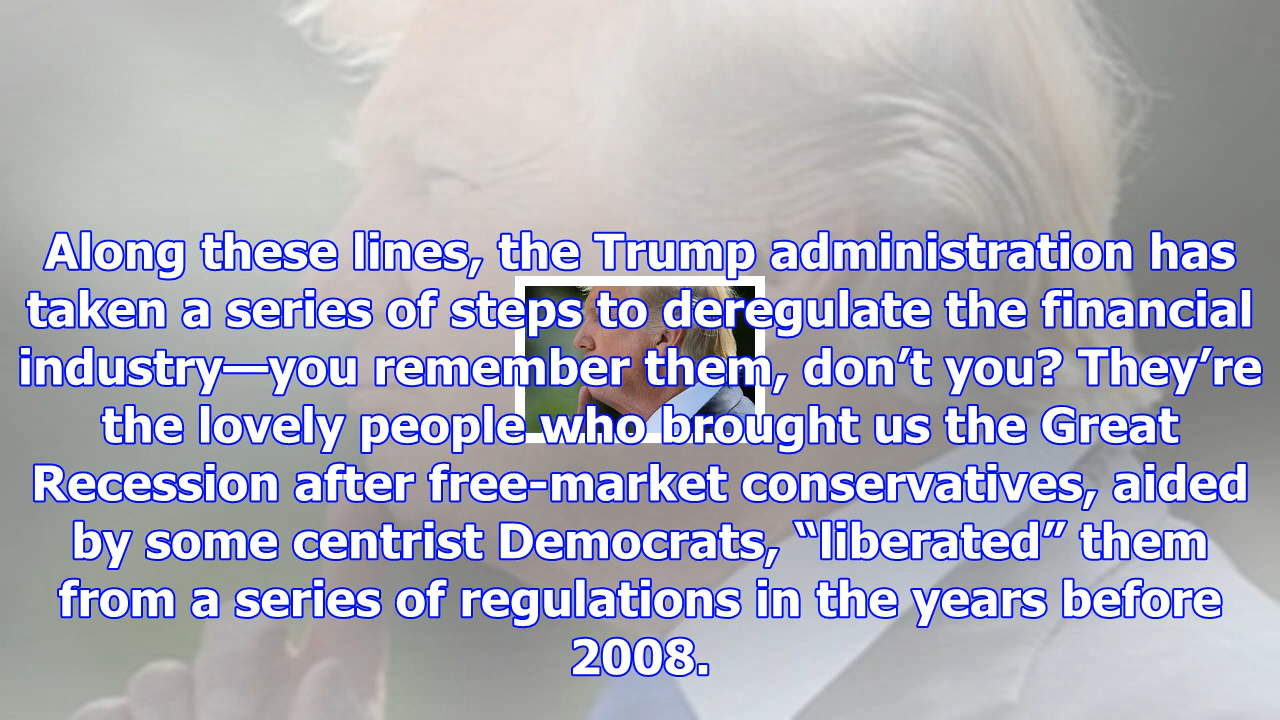 Along these lines, the Trump administration has
taken a series of steps to deregulate the financial
industry—you remember them, don’t you? They’re
the lovely people who brought us the Great
Recession after free-market conservatives, aided
by some centrist Democrats, “liberated” them
from a series of regulations in the years before
2008.